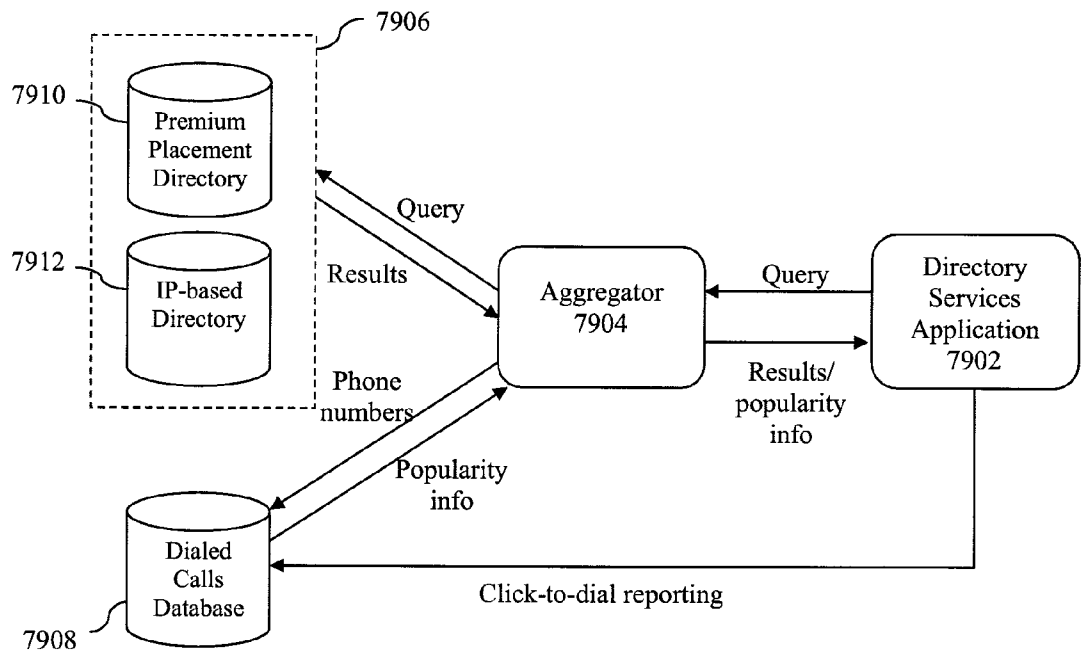 7906
7910
Premium
Placement
Directory
7912
IP-based
Directory
Query
Results
Aggregator
7904
Query
Results/
popularity
info
Directory
Services
Application
7902
Phone
numbers
Popularity
info
Dialed
Calls
Database
7908
Click-to-dial reporting